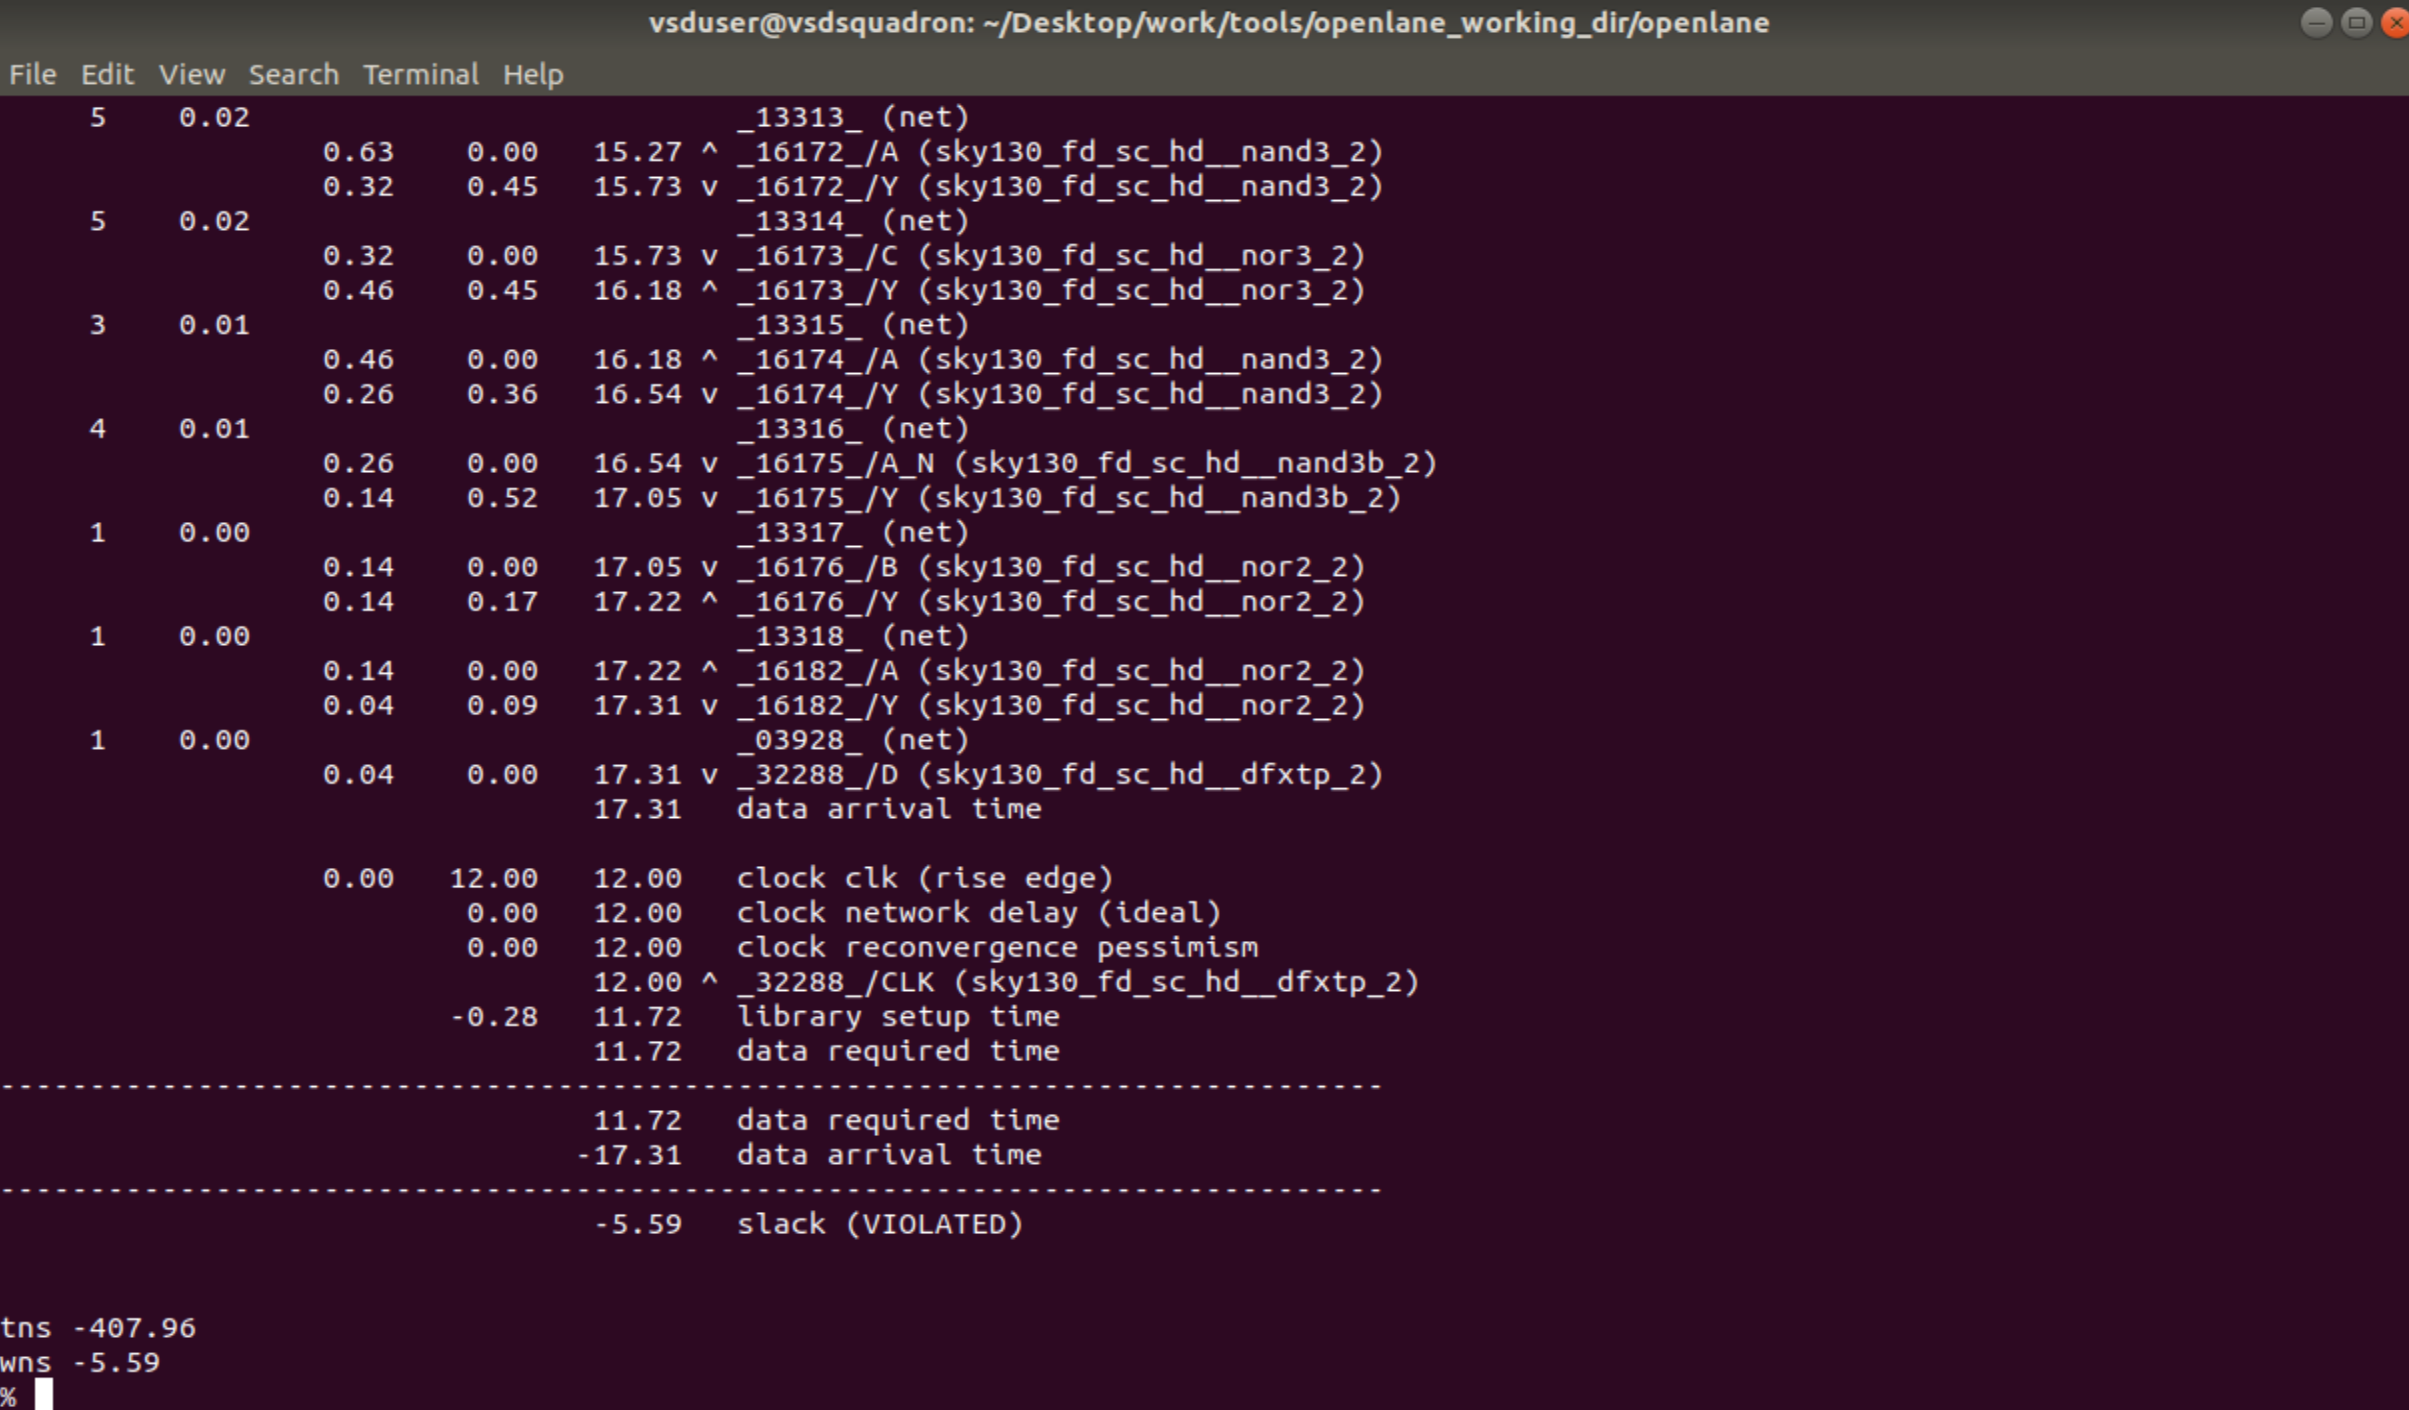 vsduser@vsdsquadron: ~/Desktop/work/tools/openlane_working_dir/openlane
File Edit View Search Terminal Help
5 0.02 _13313_ (net)
0.63 0.00 15.27 ^ _16172_/A (sky130_fd_sc_hd__nand3_2)
0.32 0.45 15.73 v _16172_/Y (sky130_fd_sc_hd__nand3_2)
5 0.02 _13314_ (net)
0.32 0.00 15.73 v _16173_/C (sky130_fd_sc_hd__nor3_2)
0.46 0.45 16.18 ^ _16173_/Y (sky130_fd_sc_hd__nor3_2)
3 0.01 _13315_ (net)
0.46 0.00 16.18 ^ _16174_/A (sky130_fd_sc_hd__nand3_2)
0.26 0.36 16.54 v _16174_/Y (sky130_fd_sc_hd__nand3_2)
4 0.01 _13316_ (net)
0.26 0.00 16.54 v _16175_/A_N (sky130_fd_sc_hd__nand3b_2)
0.14 0.52 17.05 v _16175_/Y (sky130_fd_sc_hd__nand3b_2)
1 0.00 _13317_ (net)
0.14 0.00 17.05 v _16176_/B (sky130_fd_sc_hd__nor2_2)
0.14 0.17 17.22 ^ _16176_/Y (sky130_fd_sc_hd__nor2_2)
1 0.00 _13318_ (net)
0.14 0.00 17.22 ^ _16182_/A (sky130_fd_sc_hd__nor2_2)
0.04 0.09 17.31 v _16182_/Y (sky130_fd_sc_hd__nor2_2)
1 0.00 _03928_ (net)
0.04 0.00 17.31 v _32288_/D (sky130_fd_sc_hd__dfxtp_2)
17.31 data arrival time
0.00 12.00 12.00 clock clk (rise edge)
0.00 12.00 clock network delay (ideal)
0.00 12.00 clock reconvergence pessimism
12.00 ^ _32288_/CLK (sky130_fd_sc_hd__dfxtp_2)
-0.28 11.72 library setup time
11.72 data required time
-----------------------------------------------------------------------------
11.72 data required time
-17.31 data arrival time
-----------------------------------------------------------------------------
-5.59 slack (VIOLATED)
tns -407.96
wns -5.59
%